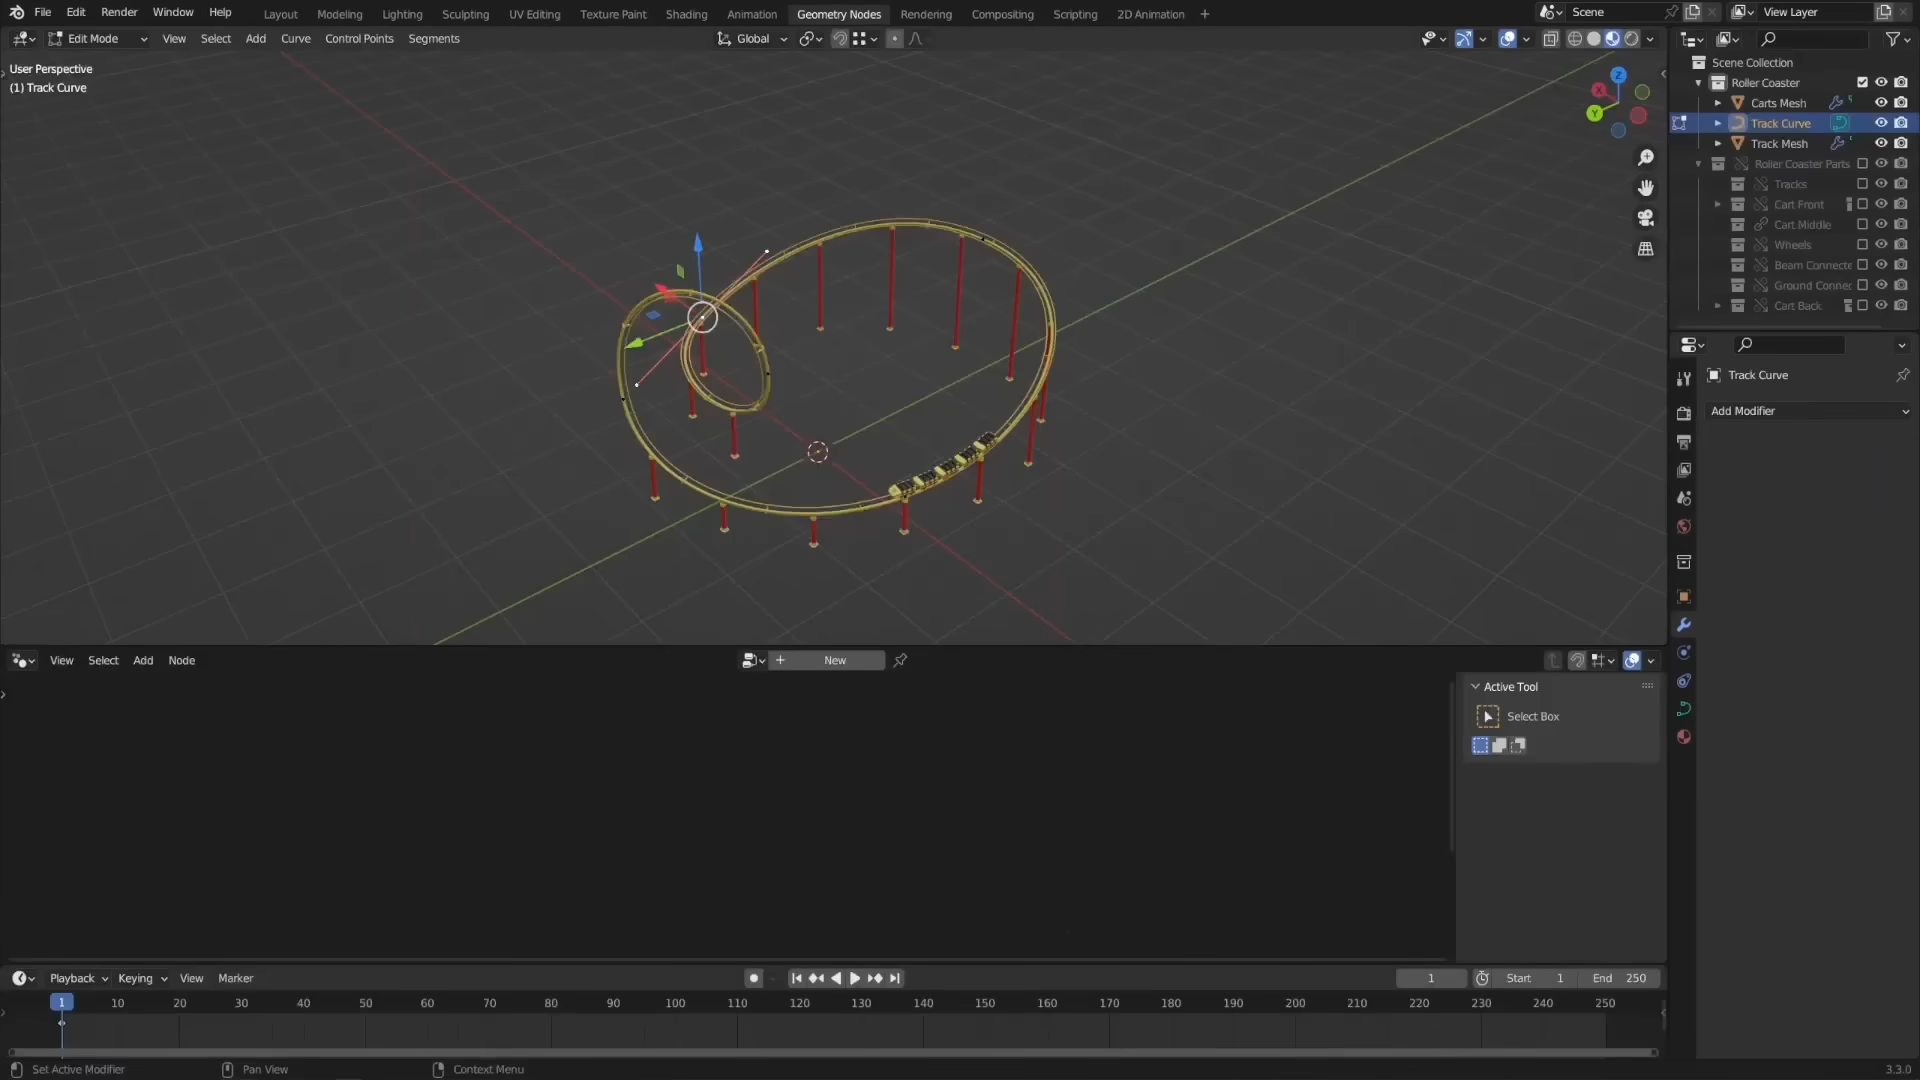 File Edit Render Window Help
Layout Modeling Lighting Sculpting UV Editing Texture Paint Shading Animation Geometry Nodes Rendering Compositing Scripting 2D Animation +
Scene
View Layer
Edit Mode View Select Add Curve Control Points Segments
Global
User Perspective
(1) Track Curve
Z
X
Y
Scene Collection
Roller Coaster
Carts Mesh
Track Curve
Track Mesh
Roller Coaster Parts
Tracks
Cart Front
Cart Middle
Wheels
Beam Connecte
Ground Connec
Cart Back
Track Curve
Add Modifier
View Select Add Node
+ New
Active Tool
Select Box
Playback Keying View Marker
1
Start 1 End 250
1 10 20 30 40 50 60 70 80 90 100 110 120 130 140 150 160 170 180 190 200 210 220 230 240 250
Set Active Modifier
Pan View
Context Menu
3.3.0